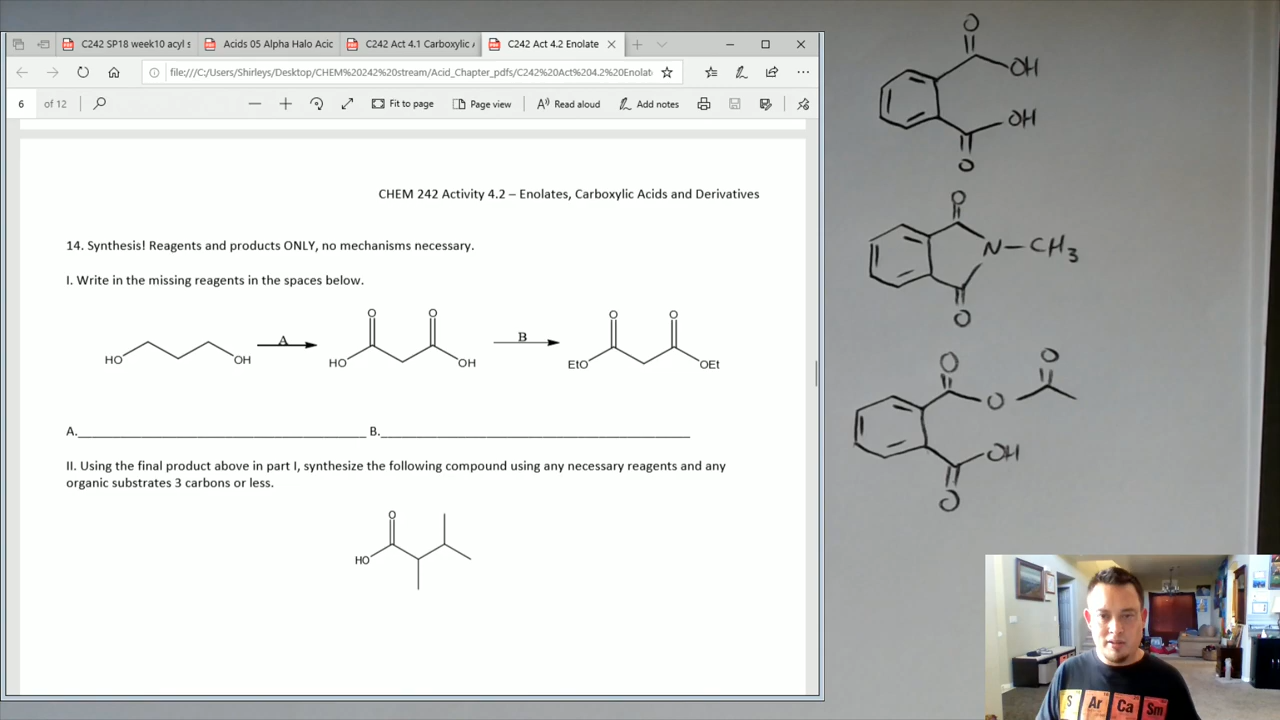 C242 SP18 week10 acyl s
Acids 05 Alpha Halo Acic
C242 Act 4.1 Carboxylic A
C242 Act 4.2 Enolate
file:///C:/Users/Shirleys/Desktop/CHEM%20242%20stream/Acid_Chapter_pdfs/C242%20Act%204.2%20Enolat
6 of 12
Fit to page
Page view
Read aloud
Add notes
CHEM 242 Activity 4.2 – Enolates, Carboxylic Acids and Derivatives
14. Synthesis! Reagents and products ONLY, no mechanisms necessary.
I. Write in the missing reagents in the spaces below.
O O O O
A B
HO OH HO OH EtO OEt
A. B.
II. Using the final product above in part I, synthesize the following compound using any necessary reagents and any
organic substrates 3 carbons or less.
O
HO
O
OH
OH
O
O
N—CH3
O
O O
O
OH
O
S Ar Ca Sm